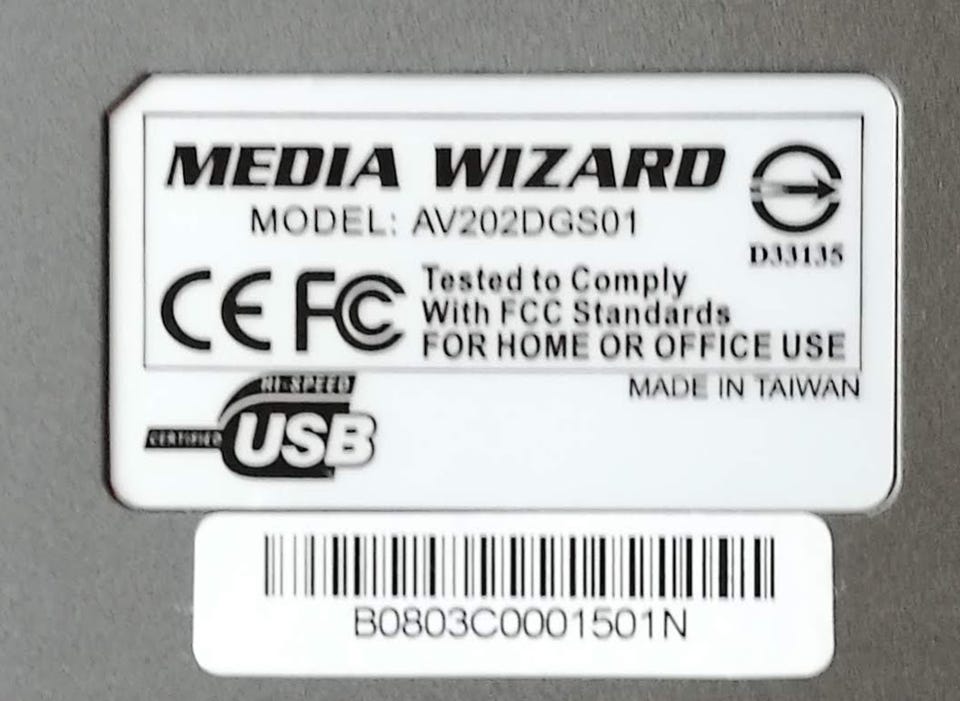 MEDIA WIZARD
MODEL: AV202DGS01
D33135
CE FC Tested to Comply
With FCC Standards
FOR HOME OR OFFICE USE
MADE IN TAIWAN
HI-SPEED
CERTIFIED USB
B0803C0001501N